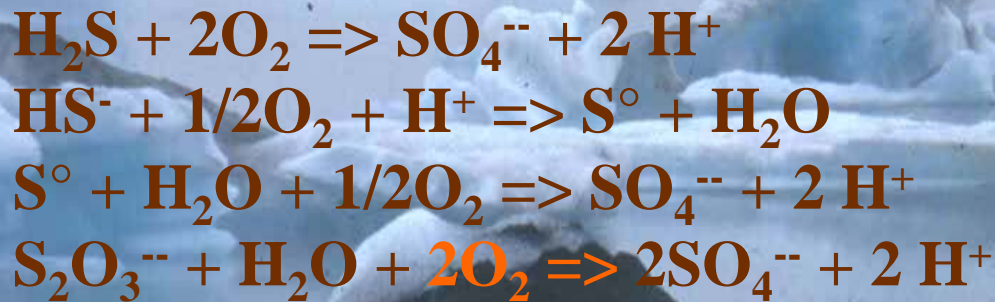 H₂S + 2O₂ => SO₄⁻⁻ + 2 H⁺
HS⁻ + 1/2O₂ + H⁺ => S° + H₂O
S° + H₂O + 1/2O₂ => SO₄⁻⁻ + 2 H⁺
S₂O₃⁻⁻ + H₂O + 2O₂ => 2SO₄⁻⁻ + 2 H⁺